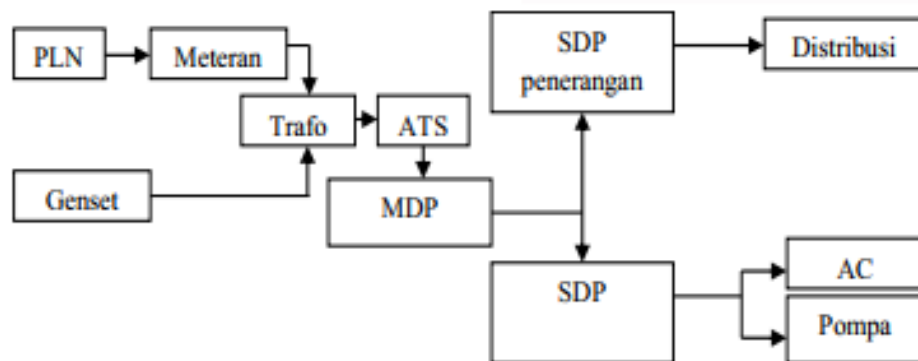 PLN
Meteran
SDP
penerangan
Distribusi
Trafo
ATS
Genset
MDP
SDP
AC
Pompa